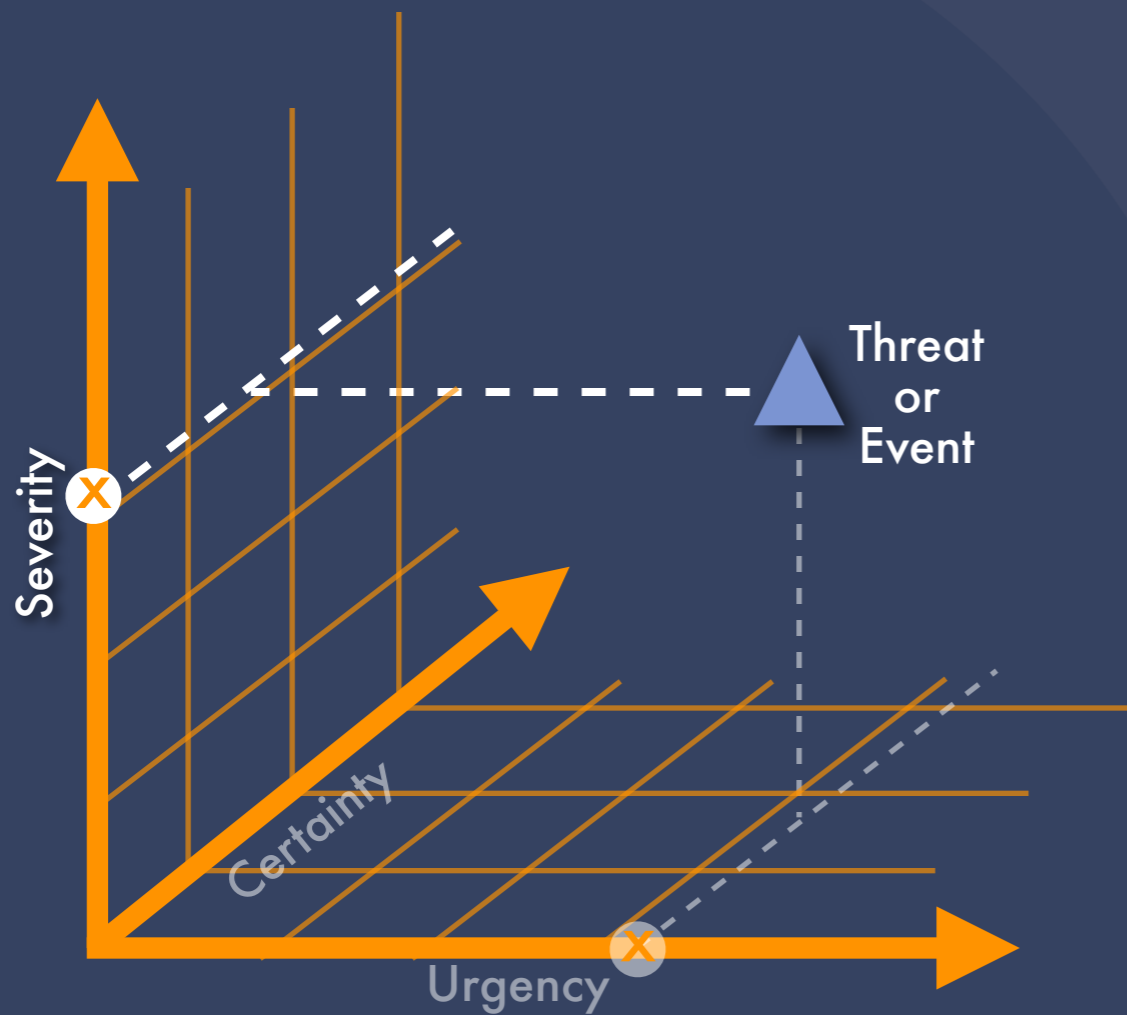 Threat
or
Event
Severity
X
Certainty
X
Urgency